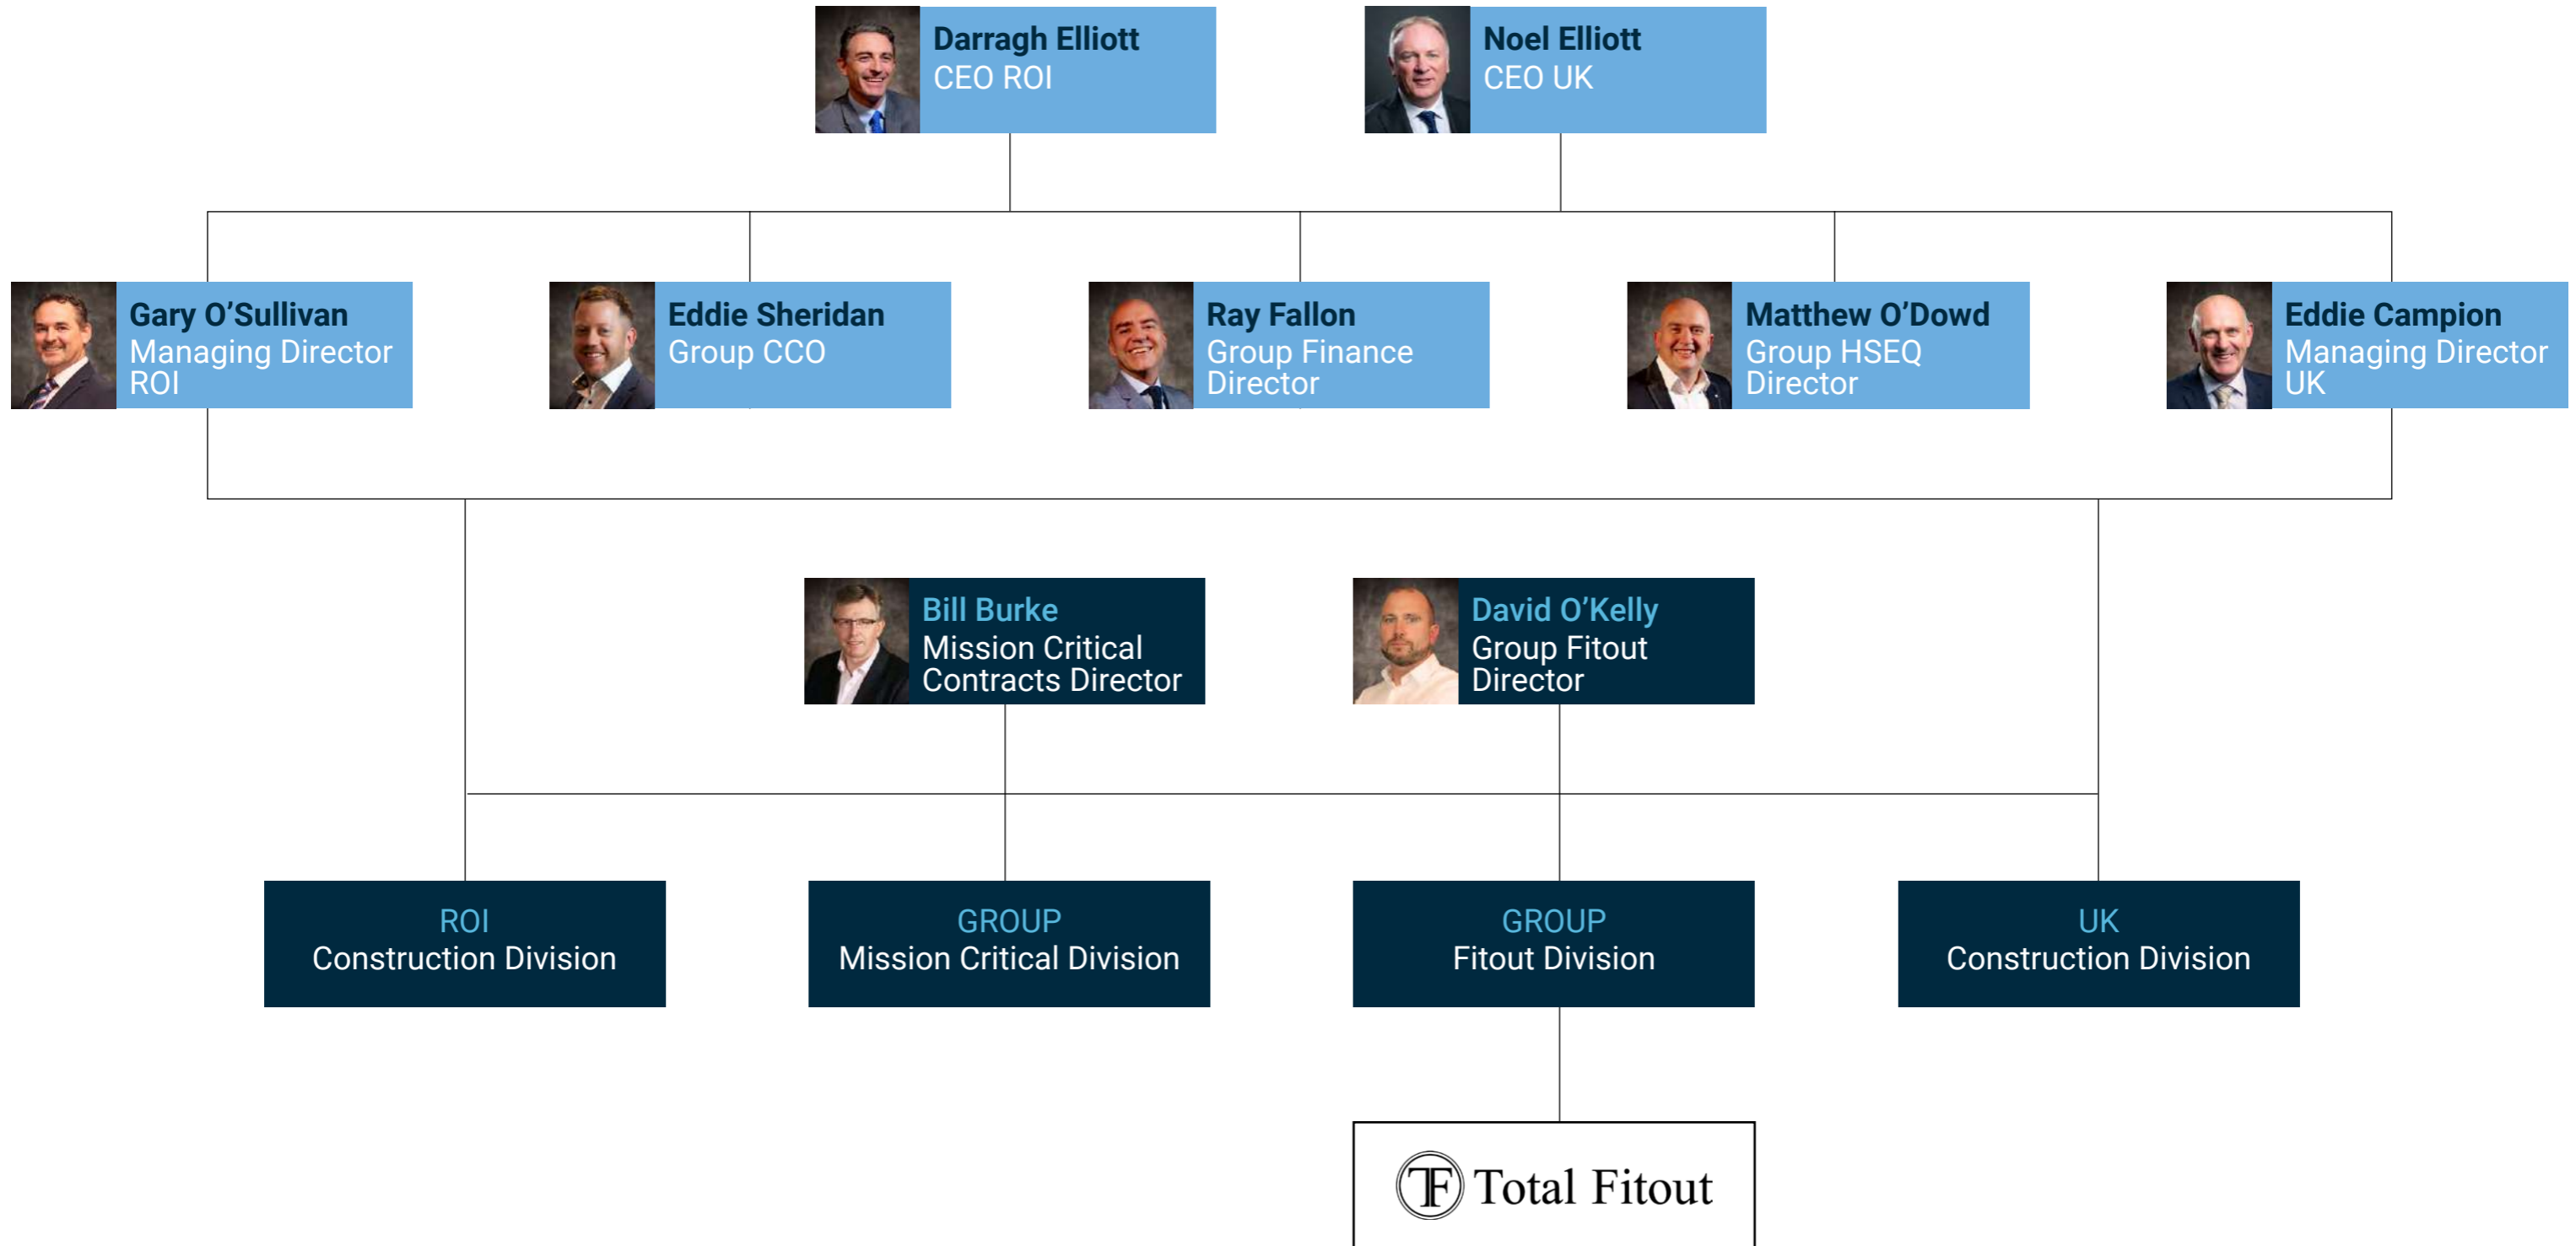 Darragh Elliott
CEO ROI
Noel Elliott
CEO UK
Gary O’Sullivan
Managing Director
ROI
Eddie Sheridan
Group CCO
Ray Fallon
Group Finance
Director
Matthew O’Dowd
Group HSEQ
Director
Eddie Campion
Managing Director
UK
Bill Burke
Mission Critical
Contracts Director
David O’Kelly
Group Fitout
Director
ROI
Construction Division
GROUP
Mission Critical Division
GROUP
Fitout Division
UK
Construction Division
TF Total Fitout